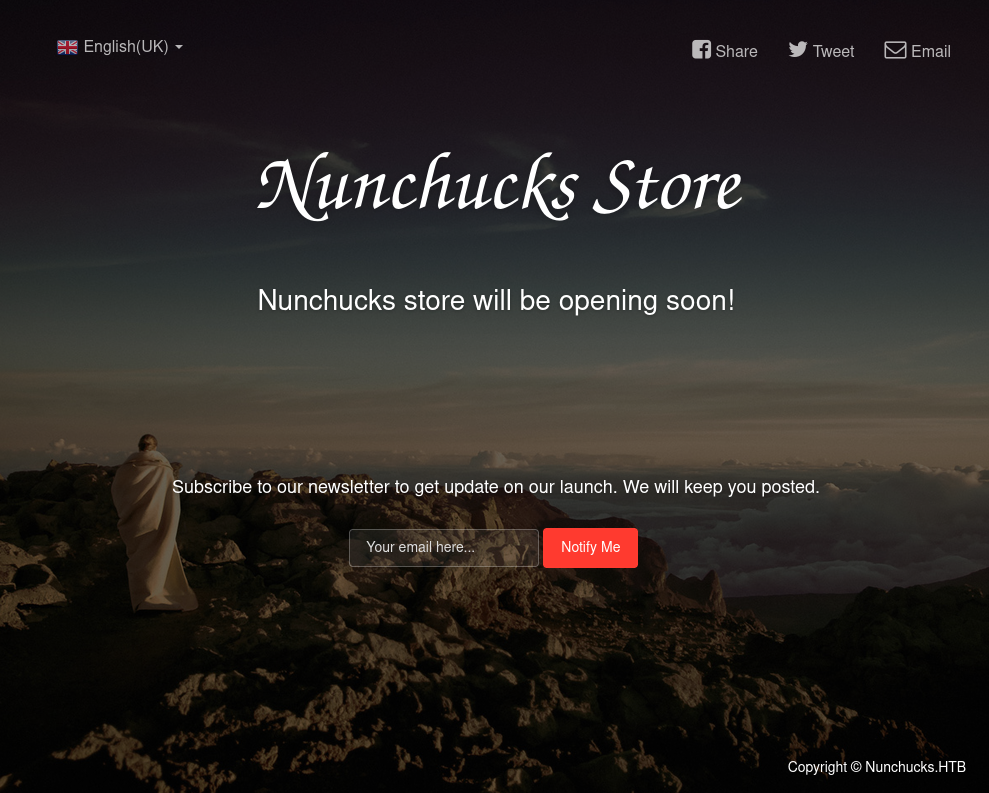 English(UK)
Share Tweet Email
Nunchucks Store
Nunchucks store will be opening soon!
Subscribe to our newsletter to get update on our launch. We will keep you posted.
Your email here... Notify Me
Copyright © Nunchucks.HTB